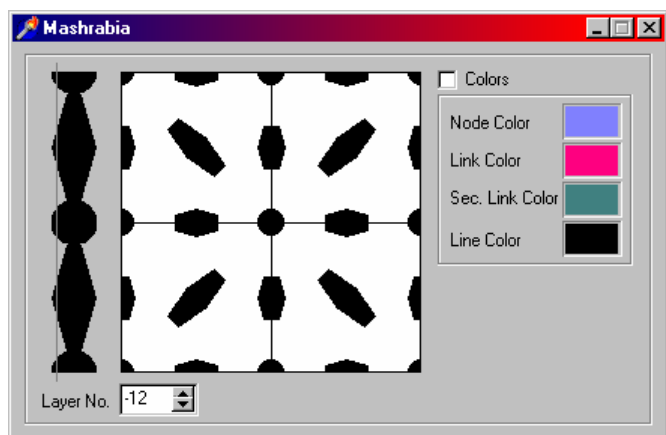 Mashrabia
Colors
Node Color
Link Color
Sec. Link Color
Line Color
Layer No. -12